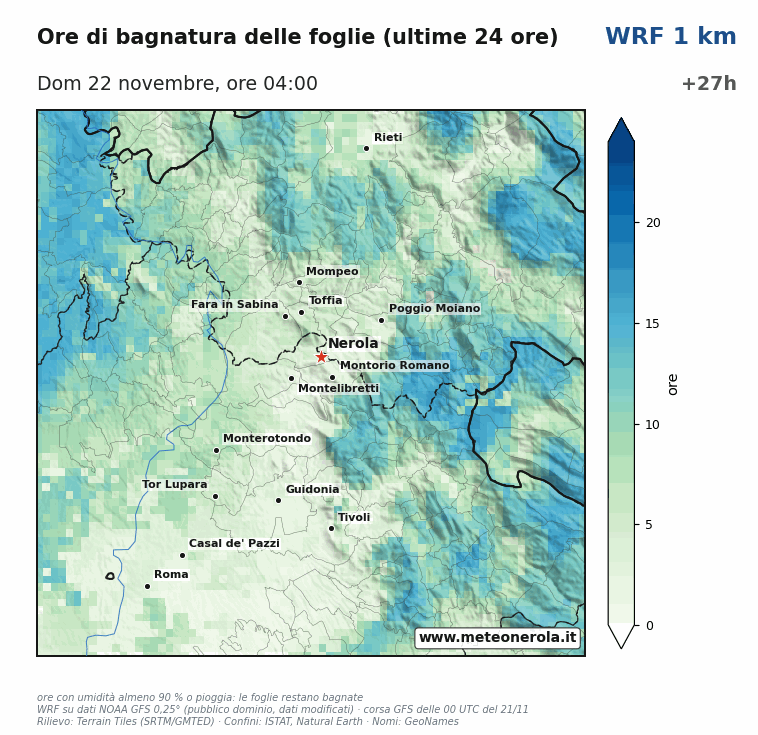 Ore di bagnatura delle foglie (ultime 24 ore)
WRF 1 km
Dom 22 novembre, ore 04:00
+27h
Rieti
Mompeo
Fara in Sabina
Toffia
Poggio Moiano
Nerola
Montorio Romano
Montelibretti
Monterotondo
Tor Lupara
Guidonia
Tivoli
Casal de' Pazzi
Roma
www.meteonerola.it
20
15
10
5
0
ore
ore con umidità almeno 90 % o pioggia: le foglie restano bagnate
WRF su dati NOAA GFS 0,25° (pubblico dominio, dati modificati) · corsa GFS delle 00 UTC del 21/11
Rilievo: Terrain Tiles (SRTM/GMTED) · Confini: ISTAT, Natural Earth · Nomi: GeoNames